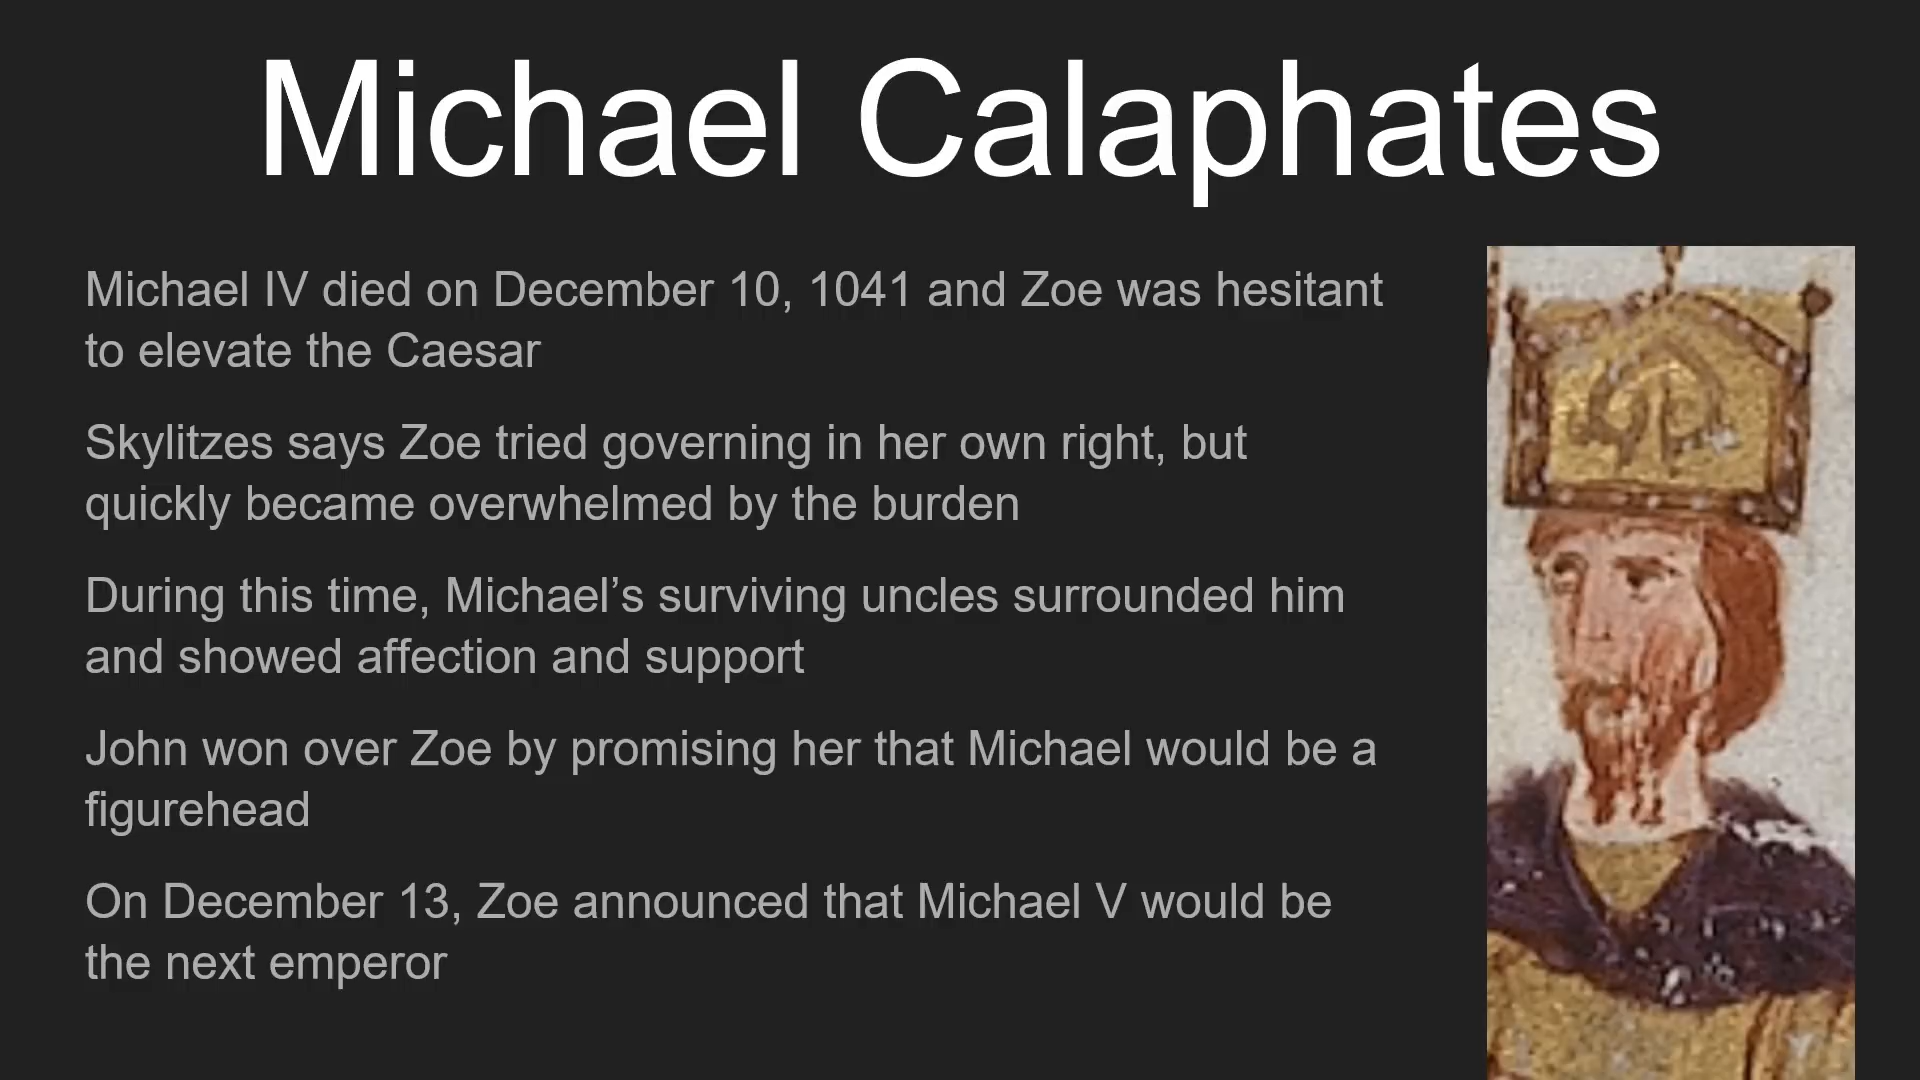 Michael Calaphates
Michael IV died on December 10, 1041 and Zoe was hesitant
to elevate the Caesar
Skylitzes says Zoe tried governing in her own right, but
quickly became overwhelmed by the burden
During this time, Michael’s surviving uncles surrounded him
and showed affection and support
John won over Zoe by promising her that Michael would be a
figurehead
On December 13, Zoe announced that Michael V would be
the next emperor